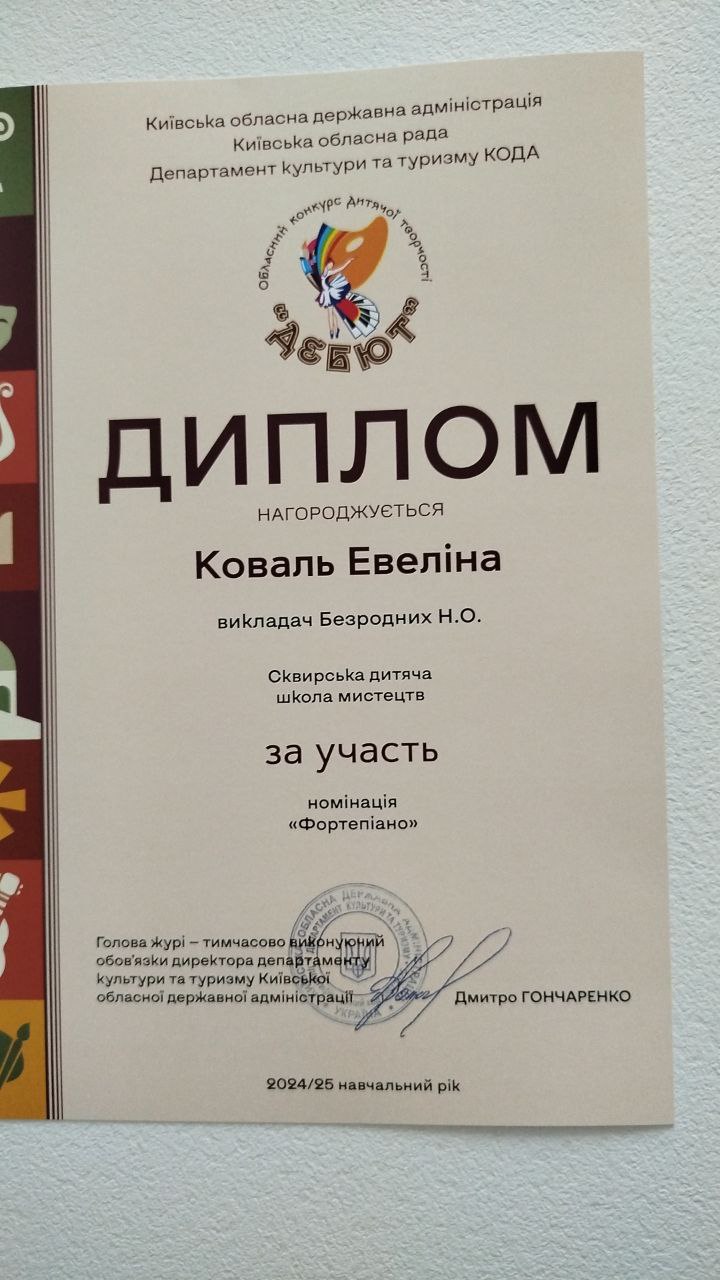 Київська обласна державна адміністрація
Київська обласна рада
Департамент культури та туризму КОДА
Обласний конкурс дитячої творчості
«ДЕБЮТ»
ДИПЛОМ
НАГОРОДЖУЄТЬСЯ
Коваль Евеліна
викладач Безродних Н.О.
Сквирська дитяча
школа мистецтв
за участь
номінація
«Фортепіано»
Голова журі – тимчасово виконуючий
обов'язки директора департаменту
культури та туризму Київської
обласної державної адміністрації
Дмитро ГОНЧАРЕНКО
УКРАЇНА
2024/25 навчальний рік